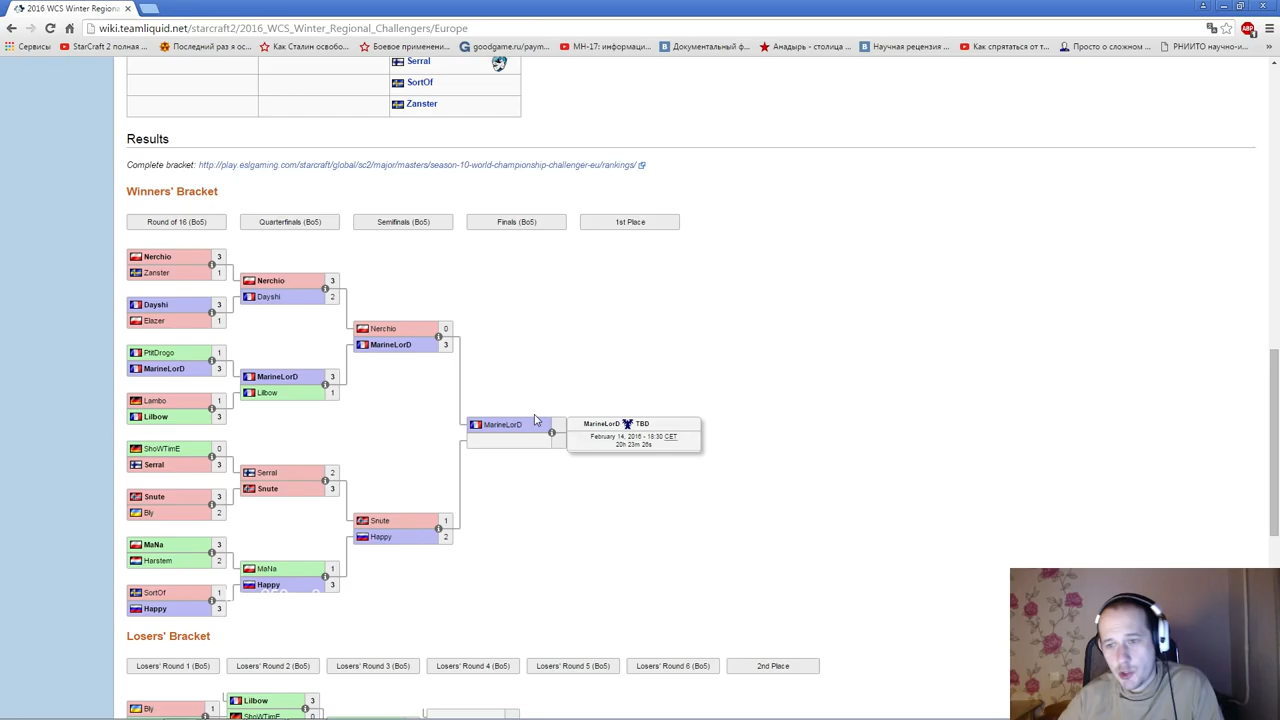 2016 WCS Winter Regiona
wiki.teamliquid.net/starcraft2/2016_WCS_Winter_Regional_Challengers/Europe
Сервисы StarCraft 2 полная Последний раз я ос Как Сталин освобо... Боевое применени... goodgame.ru/paym... МН-17: информаци... Документальный ф Анадырь - столица ... Научная рецензия .. Как спрятаться от т Просто о сложном РНИИТО научно-и...
Serral
SortOf
Zanster
Results
Complete bracket: http://play.eslgaming.com/starcraft/global/sc2/major/masters/season-10-world-championship-challenger-eu/rankings/
Winners' Bracket
Round of 16 (Bo5) Quarterfinals (Bo5) Semifinals (Bo5) Finals (Bo5) 1st Place
Nerchio 3
Zanster 1
Nerchio 3
Dayshi 2
Dayshi 3
Elazer 1
Nerchio 0
MarineLorD 3
PtitDrogo 1
MarineLorD 3
MarineLorD 3
Lilbow 1
Lambo 1
Lilbow 3
MarineLorD
MarineLorD TBD
February 14, 2016 - 18:30 CET
20h 23m 26s
ShoWTimE 0
Serral 3
Serral 2
Snute 3
Snute 3
Bly 2
Snute 1
Happy 2
MaNa 3
Harstem 2
MaNa 1
Happy 3
SortOf 1
Happy 3
Losers' Bracket
Losers' Round 1 (Bo5) Losers' Round 2 (Bo5) Losers' Round 3 (Bo5) Losers' Round 4 (Bo5) Losers' Round 5 (Bo5) Losers' Round 6 (Bo5) 2nd Place
Lilbow 3
Bly 1
ShoWTimE 0